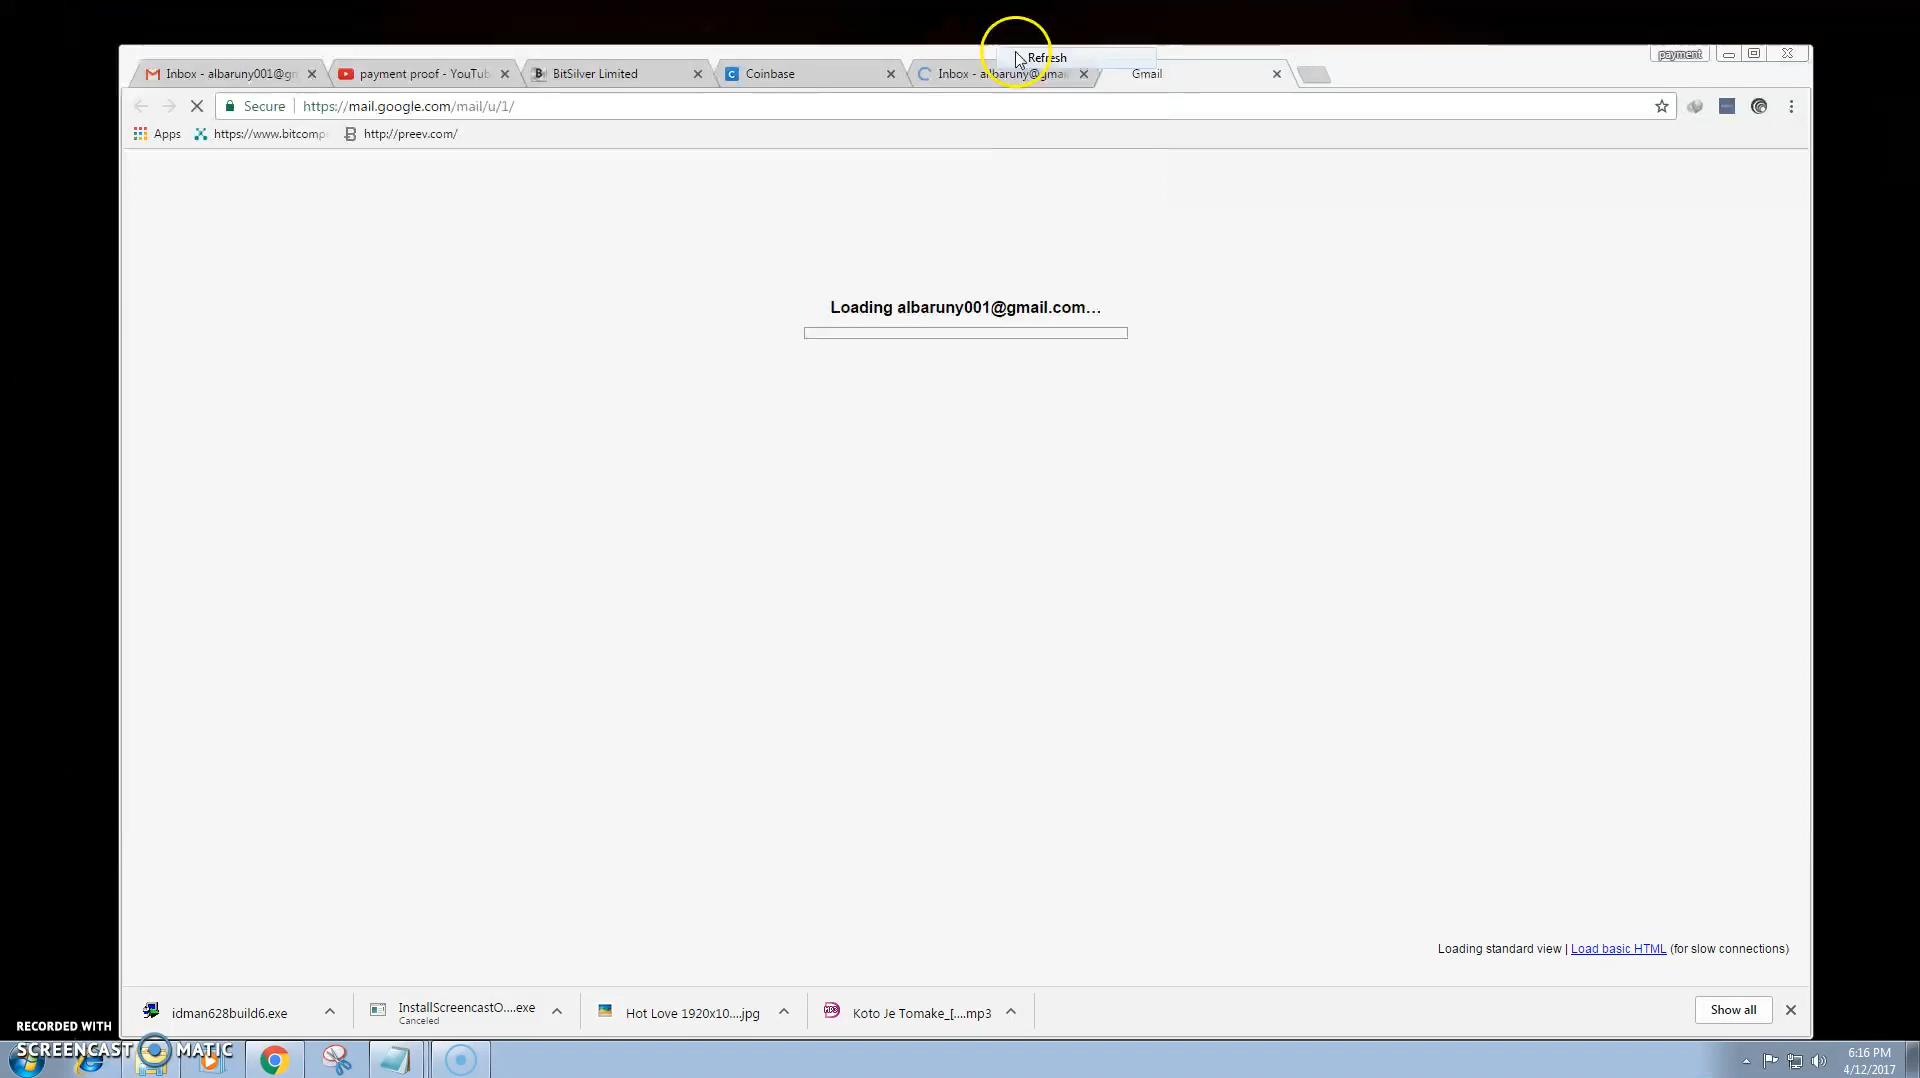 Refresh
payment
Inbox - albaruny001@gm
payment proof - YouTub
BitSilver Limited
Coinbase
Inbox - albaruny@gmai
Gmail
Secure
https://mail.google.com/mail/u/1/
Apps
https://www.bitcomp
http://preev.com/
Loading albaruny001@gmail.com…
Loading standard view | Load basic HTML (for slow connections)
idman628build6.exe
InstallScreencastO....exe
Canceled
Hot Love 1920x10....jpg
Koto Je Tomake_[....mp3
Show all
RECORDED WITH
SCREENCAST MATIC
6:16 PM
4/12/2017